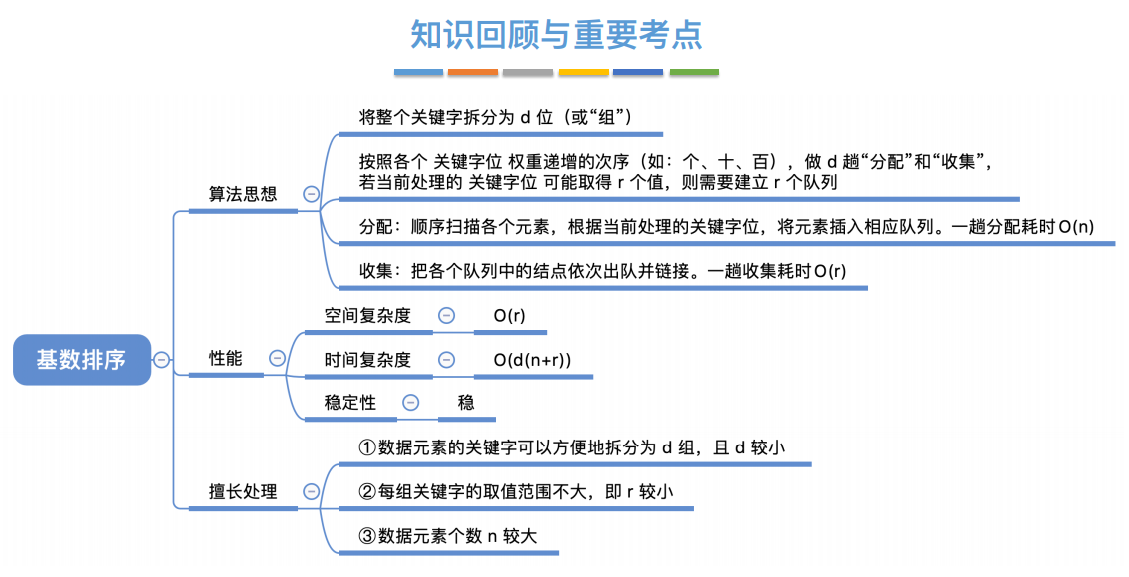 知识回顾与重要考点
将整个关键字拆分为 d 位（或“组”）
按照各个 关键字位 权重递增的次序（如：个、十、百），做 d 趟“分配”和“收集”，
若当前处理的 关键字位 可能取得 r 个值，则需要建立 r 个队列
算法思想
分配：顺序扫描各个元素，根据当前处理的关键字位，将元素插入相应队列。一趟分配耗时O(n)
收集：把各个队列中的结点依次出队并链接。一趟收集耗时O(r)
空间复杂度
O(r)
基数排序
性能
时间复杂度
O(d(n+r))
稳定性
稳
①数据元素的关键字可以方便地拆分为 d 组，且 d 较小
擅长处理
②每组关键字的取值范围不大，即 r 较小
③数据元素个数 n 较大